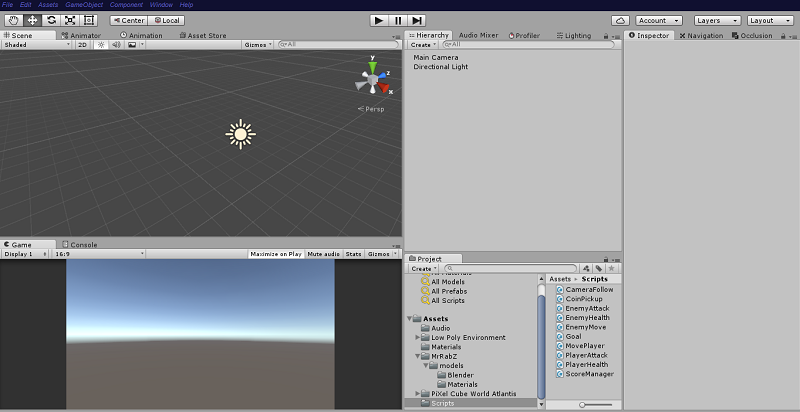 File Edit Assets GameObject Component Window Help
Center Local
Account Layers Layout
Scene Animator Animation Asset Store
Shaded 2D Gizmos All
y
z
x
Persp
Hierarchy Audio Mixer Profiler Lighting
Create All
Main Camera
Directional Light
Inspector Navigation Occlusion
Game Console
Display 1 16:9 Maximize on Play Mute audio Stats Gizmos
Project
Create
All Materials
All Models
All Prefabs
All Scripts
Assets
Audio
Low Poly Environment
Materials
MrRabZ
models
Blender
Materials
PiXel Cube World Atlantis
Scripts
Assets Scripts
CameraFollow
CoinPickup
EnemyAttack
EnemyHealth
EnemyMove
Goal
MovePlayer
PlayerAttack
PlayerHealth
ScoreManager